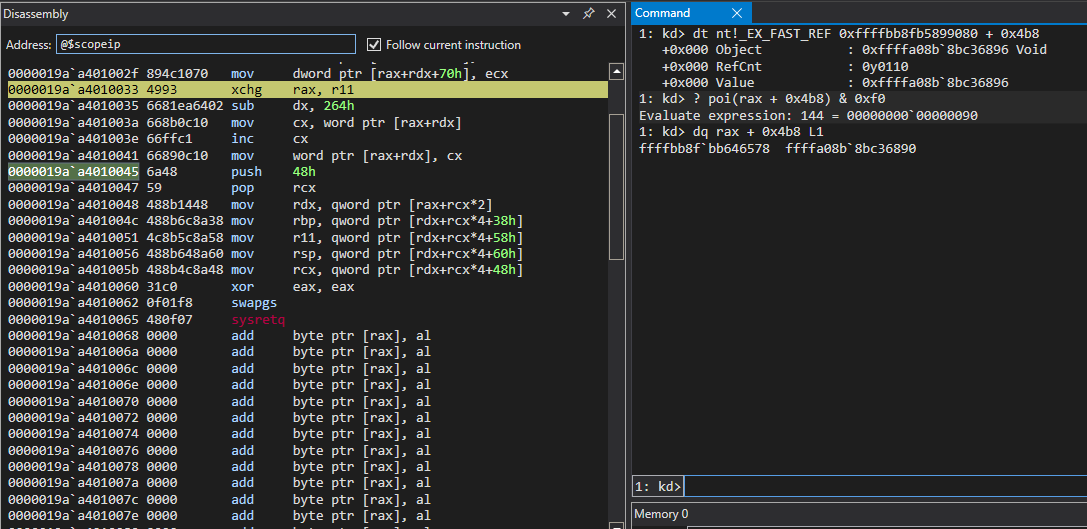 Disassembly
Address: @$scopeip
Follow current instruction
0000019a`a401002f 894c1070 mov dword ptr [rax+rdx+70h], ecx
0000019a`a4010033 4993 xchg rax, r11
0000019a`a4010035 6681ea6402 sub dx, 264h
0000019a`a401003a 668b0c10 mov cx, word ptr [rax+rdx]
0000019a`a401003e 66ffc1 inc cx
0000019a`a4010041 66890c10 mov word ptr [rax+rdx], cx
0000019a`a4010045 6a48 push 48h
0000019a`a4010047 59 pop rcx
0000019a`a4010048 488b1448 mov rdx, qword ptr [rax+rcx*2]
0000019a`a401004c 488b6c8a38 mov rbp, qword ptr [rdx+rcx*4+38h]
0000019a`a4010051 4c8b5c8a58 mov r11, qword ptr [rdx+rcx*4+58h]
0000019a`a4010056 488b648a60 mov rsp, qword ptr [rdx+rcx*4+60h]
0000019a`a401005b 488b4c8a48 mov rcx, qword ptr [rdx+rcx*4+48h]
0000019a`a4010060 31c0 xor eax, eax
0000019a`a4010062 0f01f8 swapgs
0000019a`a4010065 480f07 sysretq
0000019a`a4010068 0000 add byte ptr [rax], al
0000019a`a401006a 0000 add byte ptr [rax], al
0000019a`a401006c 0000 add byte ptr [rax], al
0000019a`a401006e 0000 add byte ptr [rax], al
0000019a`a4010070 0000 add byte ptr [rax], al
0000019a`a4010072 0000 add byte ptr [rax], al
0000019a`a4010074 0000 add byte ptr [rax], al
0000019a`a4010076 0000 add byte ptr [rax], al
0000019a`a4010078 0000 add byte ptr [rax], al
0000019a`a401007a 0000 add byte ptr [rax], al
0000019a`a401007c 0000 add byte ptr [rax], al
0000019a`a401007e 0000 add byte ptr [rax], al
Command
1: kd> dt nt!_EX_FAST_REF 0xffffbb8fb5899080 + 0x4b8
+0x000 Object : 0xffffa08b`8bc36896 Void
+0x000 RefCnt : 0y0110
+0x000 Value : 0xffffa08b`8bc36896
1: kd> ? poi(rax + 0x4b8) & 0xf0
Evaluate expression: 144 = 00000000`00000090
1: kd> dq rax + 0x4b8 L1
ffffbb8f`bb646578 ffffa08b`8bc36890
1: kd>
Memory 0